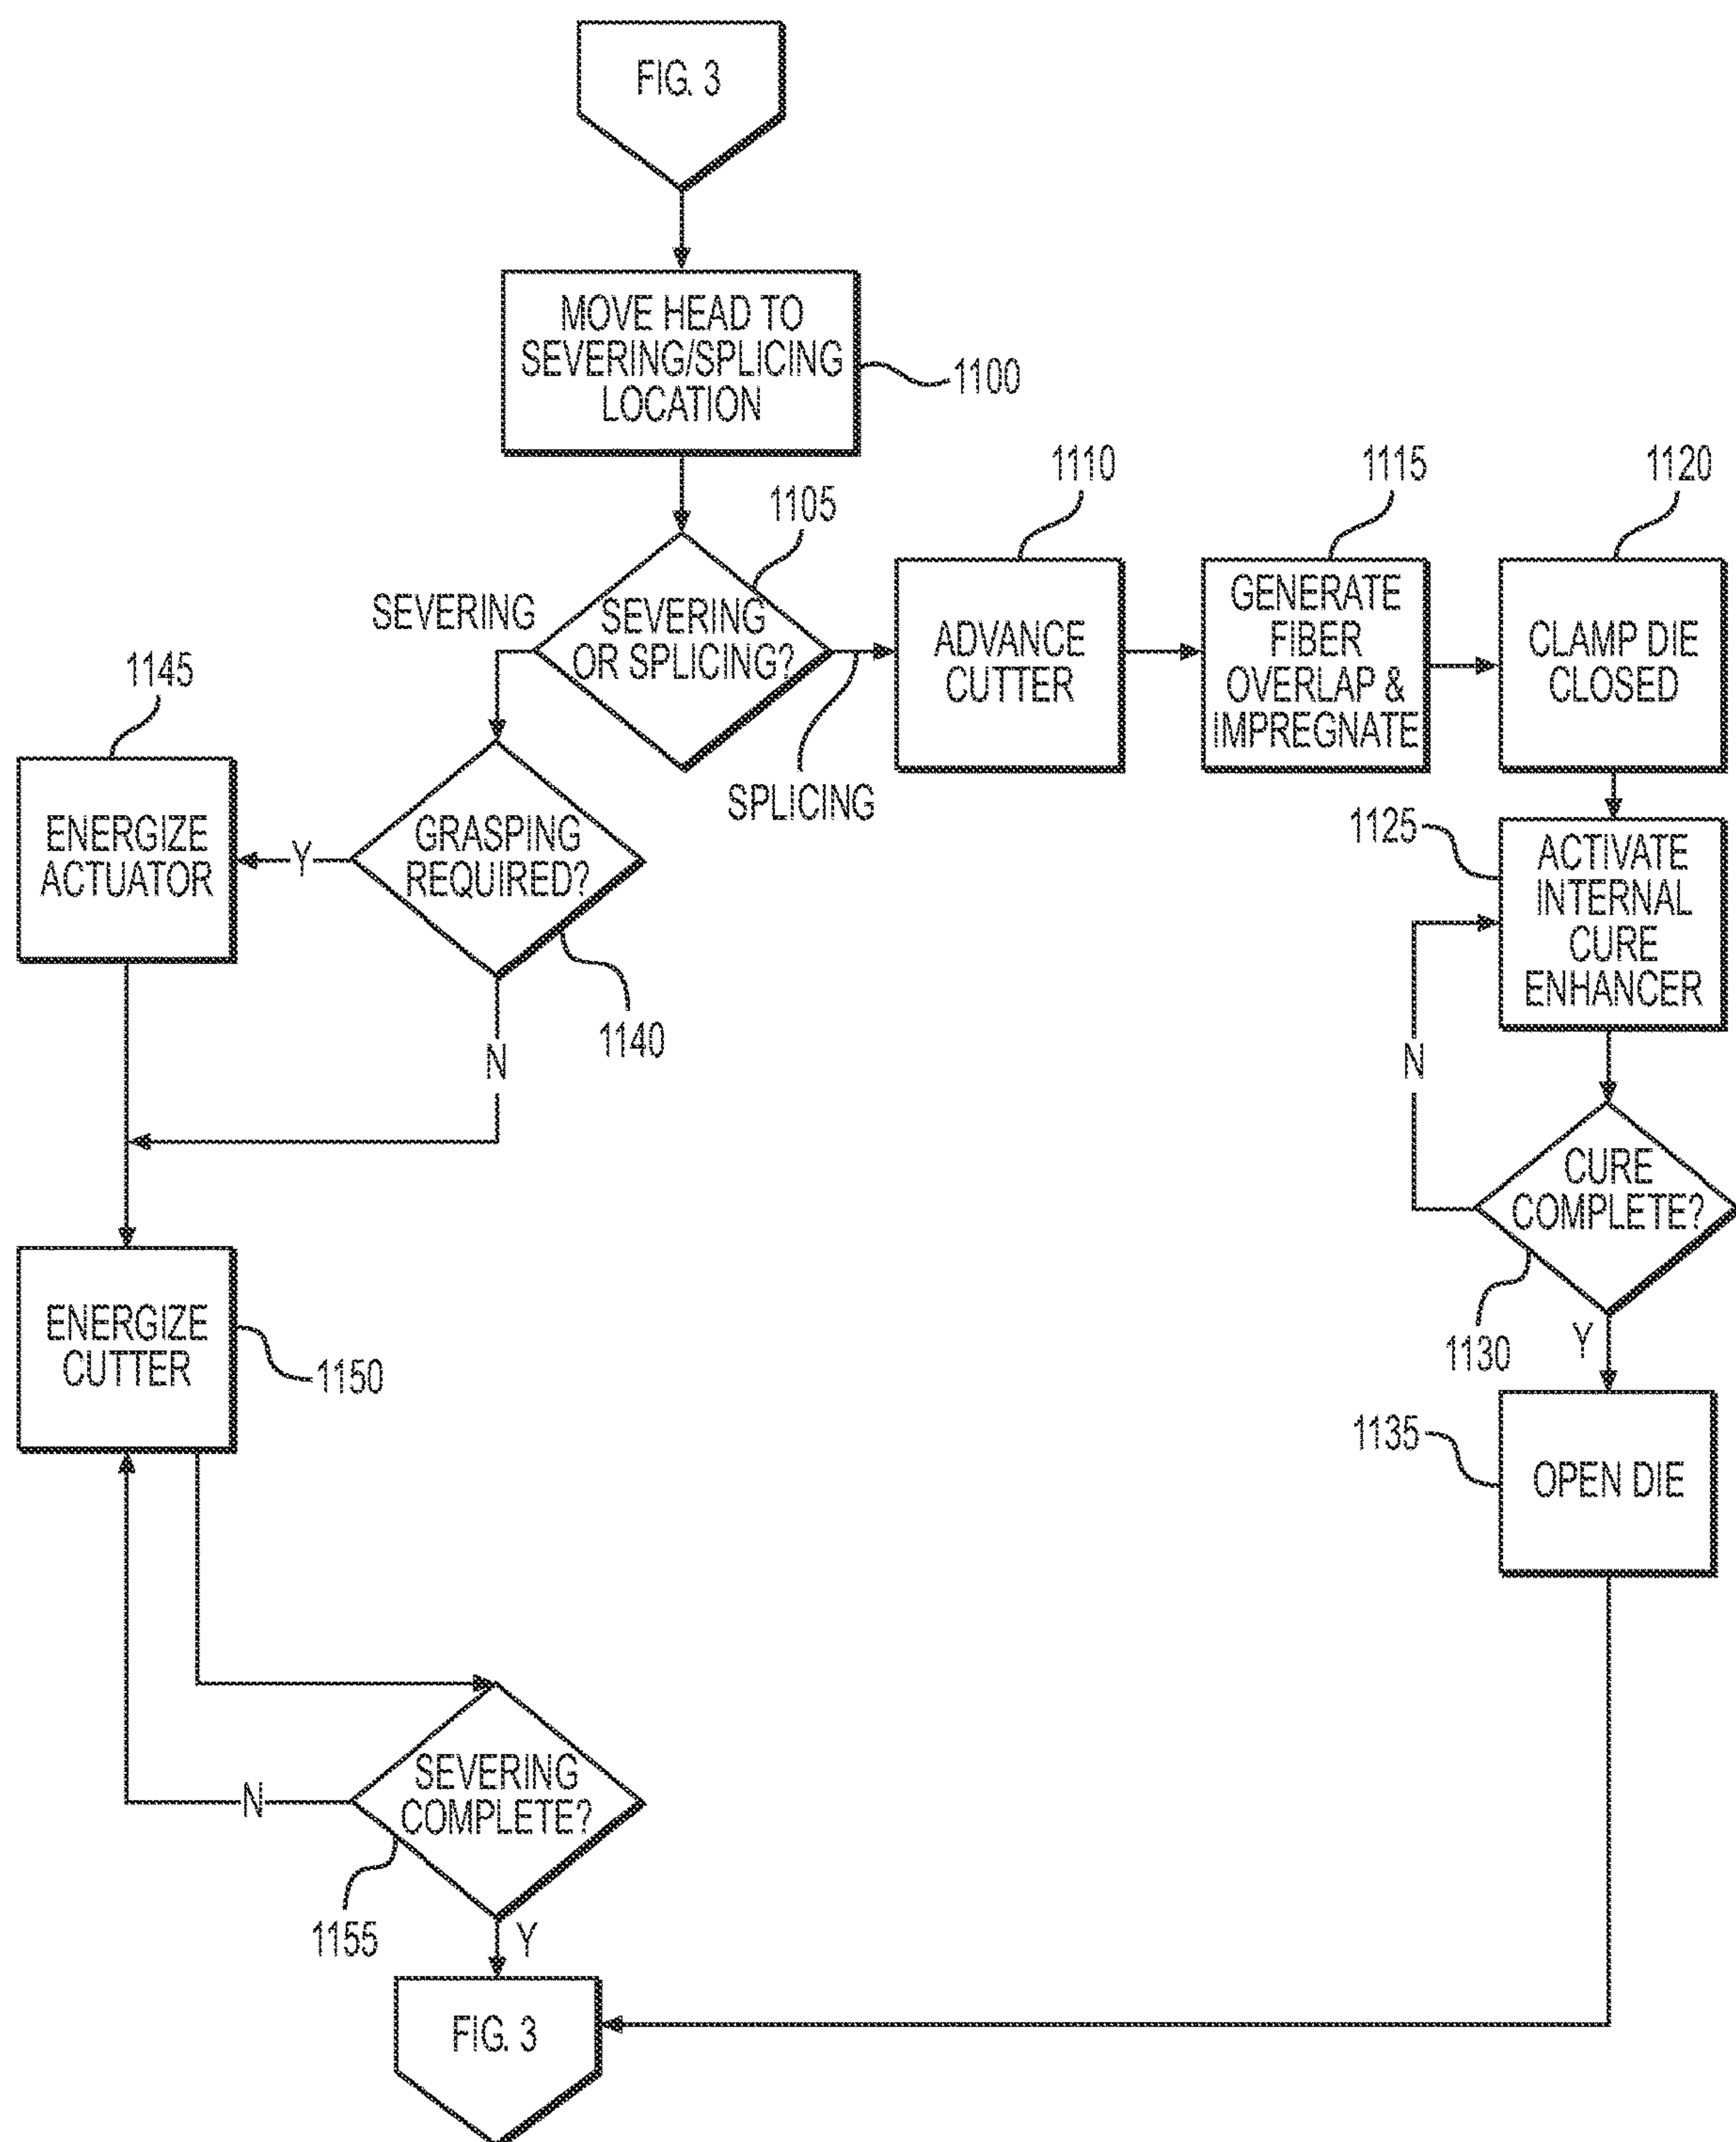 FIG. 3
MOVE HEAD TO
SEVERING/SPLICING
LOCATION
1100
1105
SEVERING
OR SPLICING?
SEVERING
SPLICING
1110
ADVANCE
CUTTER
1115
GENERATE
FIBER
OVERLAP &
IMPREGNATE
1120
CLAMP DIE
CLOSED
1125
ACTIVATE
INTERNAL
CURE
ENHANCER
N
CURE
COMPLETE?
1130
Y
1135
OPEN DIE
GRASPING
REQUIRED?
1140
Y
N
1145
ENERGIZE
ACTUATOR
ENERGIZE
CUTTER
1150
SEVERING
COMPLETE?
N
1155
Y
FIG. 3